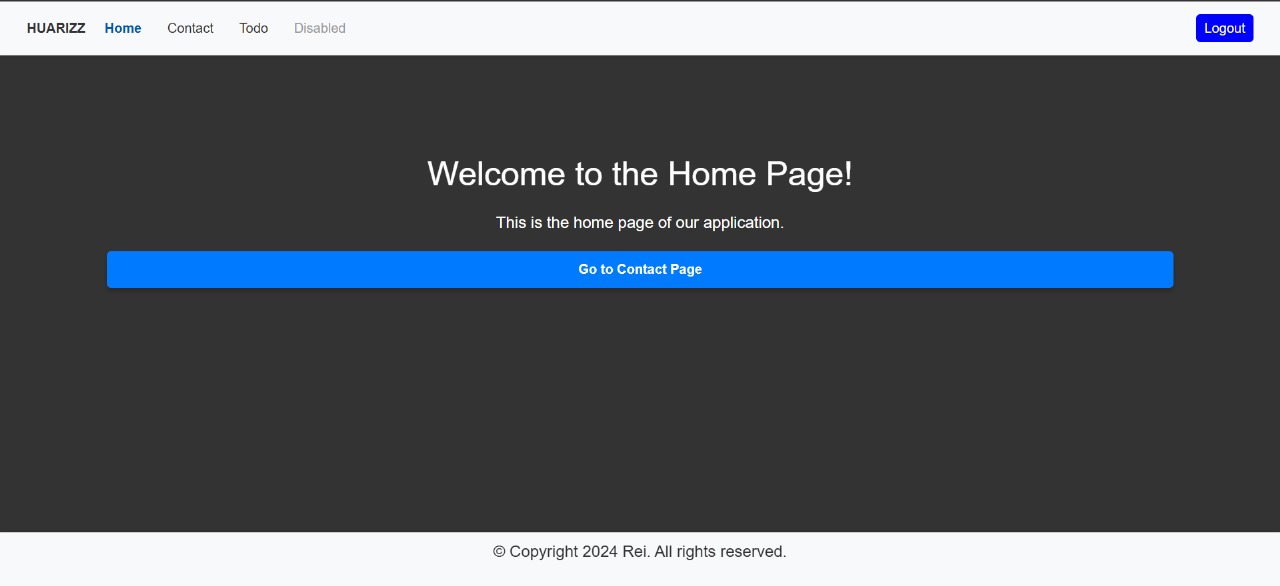 HUARIZZ Home Contact Todo Disabled Logout
Welcome to the Home Page!
This is the home page of our application.
Go to Contact Page
© Copyright 2024 Rei. All rights reserved.